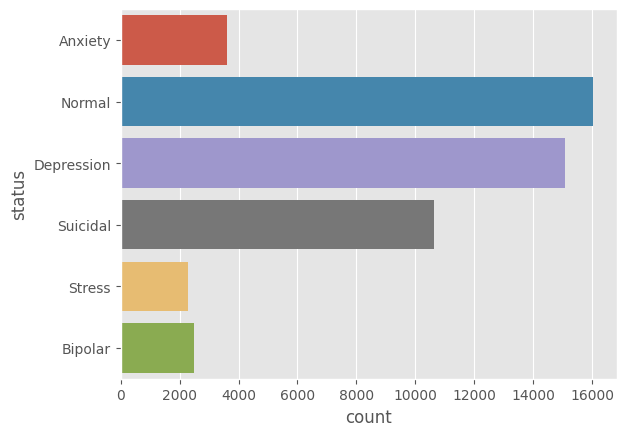 Anxiety
Normal
Depression
Suicidal
Stress
Bipolar
status
0 2000 4000 6000 8000 10000 12000 14000 16000
count